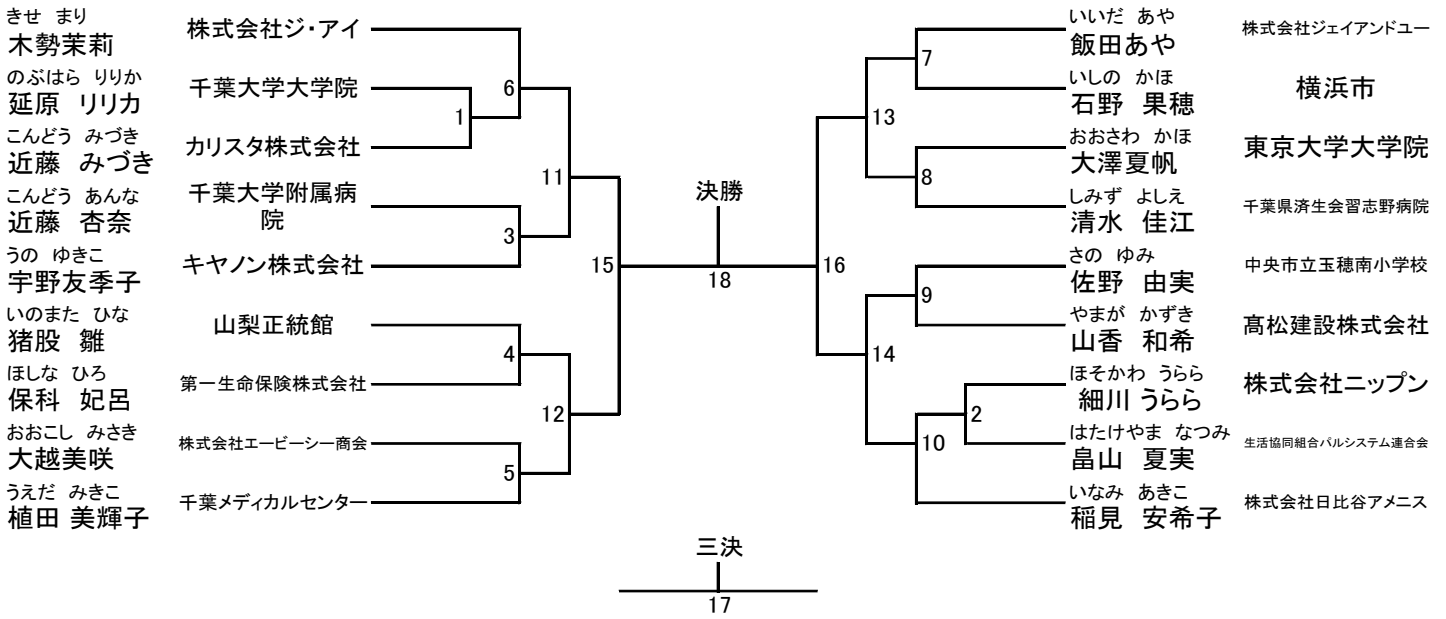 きせ まり
木勢茉莉
株式会社ジ・アイ
のぶはら りりか
延原 リリカ
千葉大学大学院
こんどう みづき
近藤 みづき
カリスタ株式会社
こんどう あんな
近藤 杏奈
千葉大学附属病
院
うの ゆきこ
宇野友季子
キヤノン株式会社
いのまた ひな
猪股 雛
山梨正統館
ほしな ひろ
保科 妃呂
第一生命保険株式会社
おおこし みさき
大越美咲
株式会社エービーシー商会
うえだ みきこ
植田 美輝子
千葉メディカルセンター
6
1
11
3
15
4
12
5
決勝
18
三決
17
7
13
8
16
9
14
2
10
いいだ あや
飯田あや
株式会社ジェイアンドユー
いしの かほ
石野 果穂
横浜市
おおさわ かほ
大澤夏帆
東京大学大学院
しみず よしえ
清水 佳江
千葉県済生会習志野病院
さの ゆみ
佐野 由実
中央市立玉穂南小学校
やまが かずき
山香 和希
髙松建設株式会社
ほそかわ うらら
細川 うらら
株式会社ニップン
はたけやま なつみ
畠山 夏実
生活協同組合パルシステム連合会
いなみ あきこ
稲見 安希子
株式会社日比谷アメニス